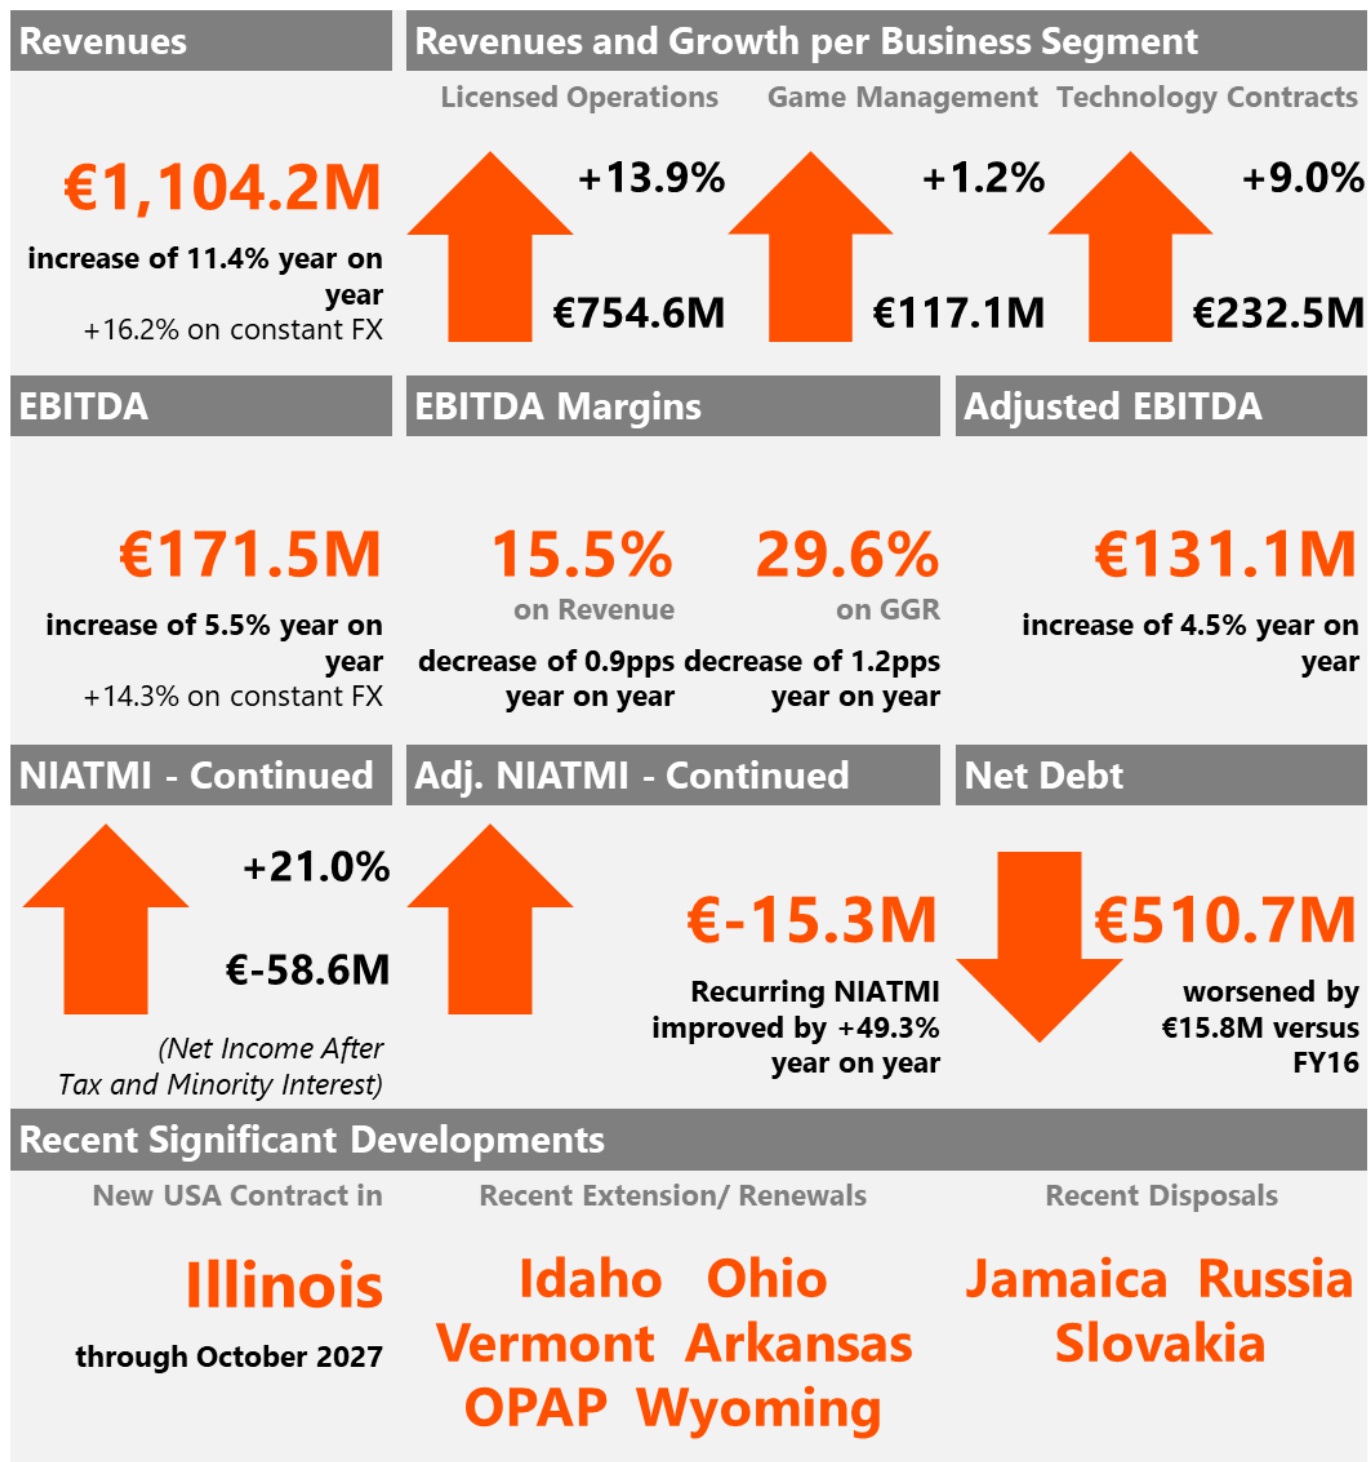 Revenues
€1,104.2M
increase of 11.4% year on
year
+16.2% on constant FX
Revenues and Growth per Business Segment
Licensed Operations
+13.9%
€754.6M
Game Management
+1.2%
€117.1M
Technology Contracts
+9.0%
€232.5M
EBITDA
€171.5M
increase of 5.5% year on
year
+14.3% on constant FX
EBITDA Margins
15.5%
on Revenue
decrease of 0.9pps
year on year
29.6%
on GGR
decrease of 1.2pps
year on year
Adjusted EBITDA
€131.1M
increase of 4.5% year on
year
NIATMI - Continued
+21.0%
€-58.6M
(Net Income After
Tax and Minority Interest)
Adj. NIATMI - Continued
€-15.3M
Recurring NIATMI
improved by +49.3%
year on year
Net Debt
€510.7M
worsened by
€15.8M versus
FY16
Recent Significant Developments
New USA Contract in
Illinois
through October 2027
Recent Extension/ Renewals
Idaho Ohio
Vermont Arkansas
OPAP Wyoming
Recent Disposals
Jamaica Russia
Slovakia